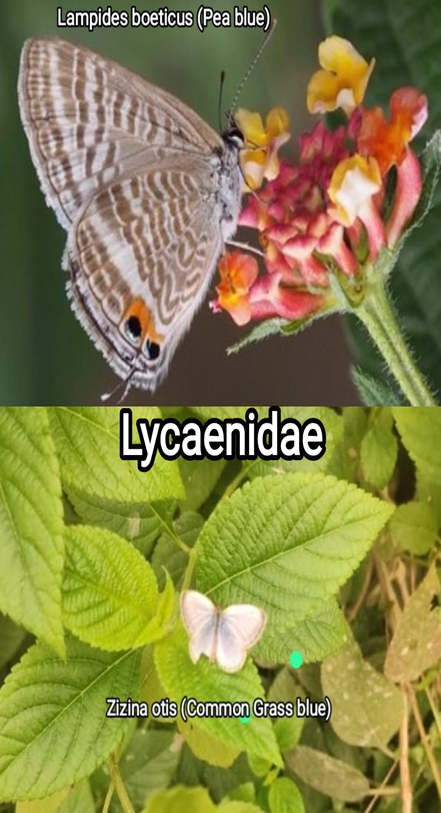 Lampides boeticus (Pea blue)
Lycaenidae
Zizina otis (Common Grass blue)